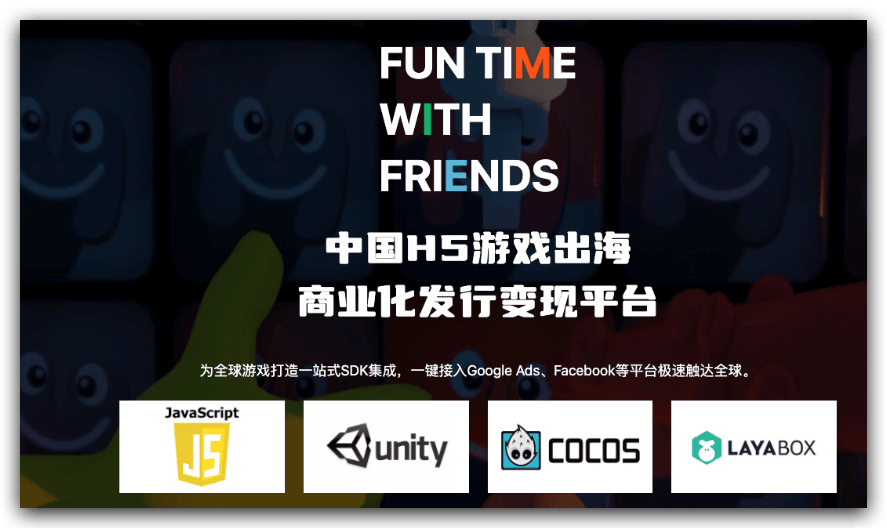 FUN TIME
WITH
FRIENDS
中国H5游戏出海
商业化发行变现平台
为全球游戏打造一站式SDK集成，一键接入Google Ads、Facebook等平台极速触达全球。
JavaScript
JS
unity
COCOS
LAYABOX